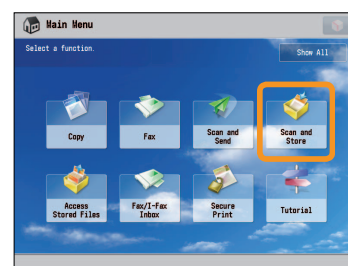 Main Menu
Select a function.
Show All
Copy
Fax
Scan and
Send
Scan and
Store
Access
Stored Files
Fax/I-Fax
Inbox
Secure
Print
Tutorial